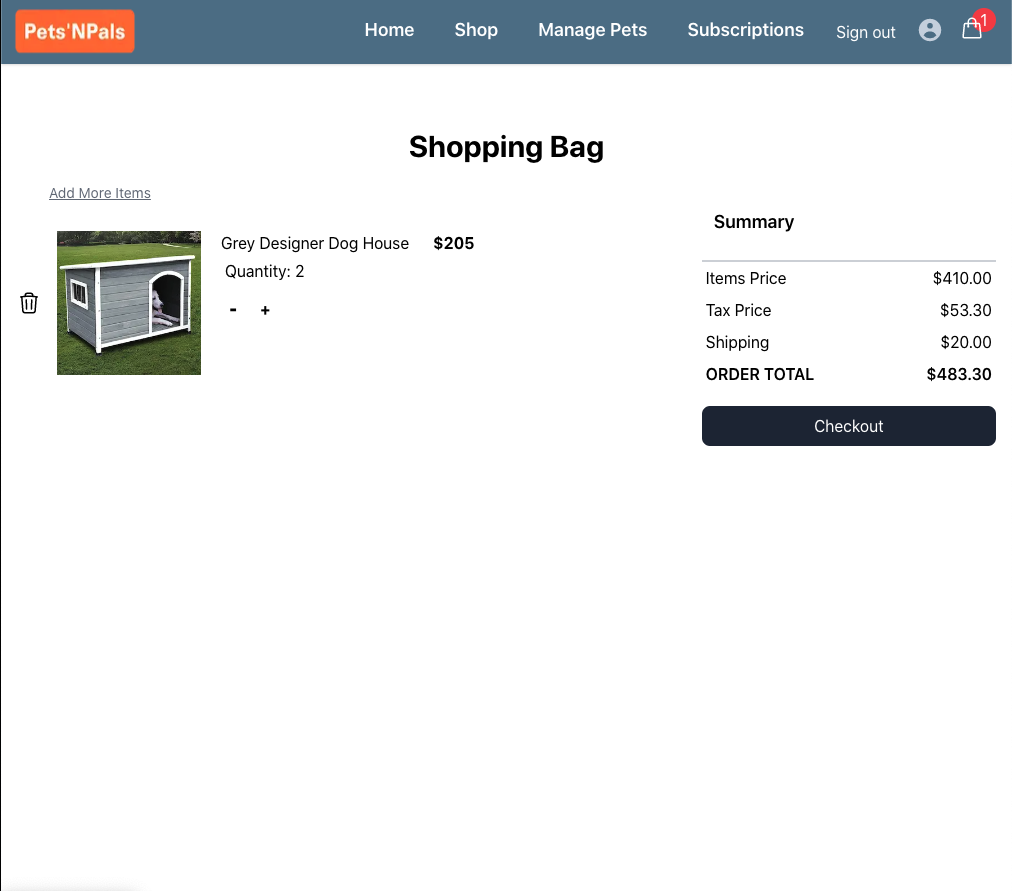 Pets'NPals
Home Shop Manage Pets Subscriptions Sign out 1
Shopping Bag
Add More Items
Grey Designer Dog House $205
Quantity: 2
- +
Summary
Items Price $410.00
Tax Price $53.30
Shipping $20.00
ORDER TOTAL $483.30
Checkout